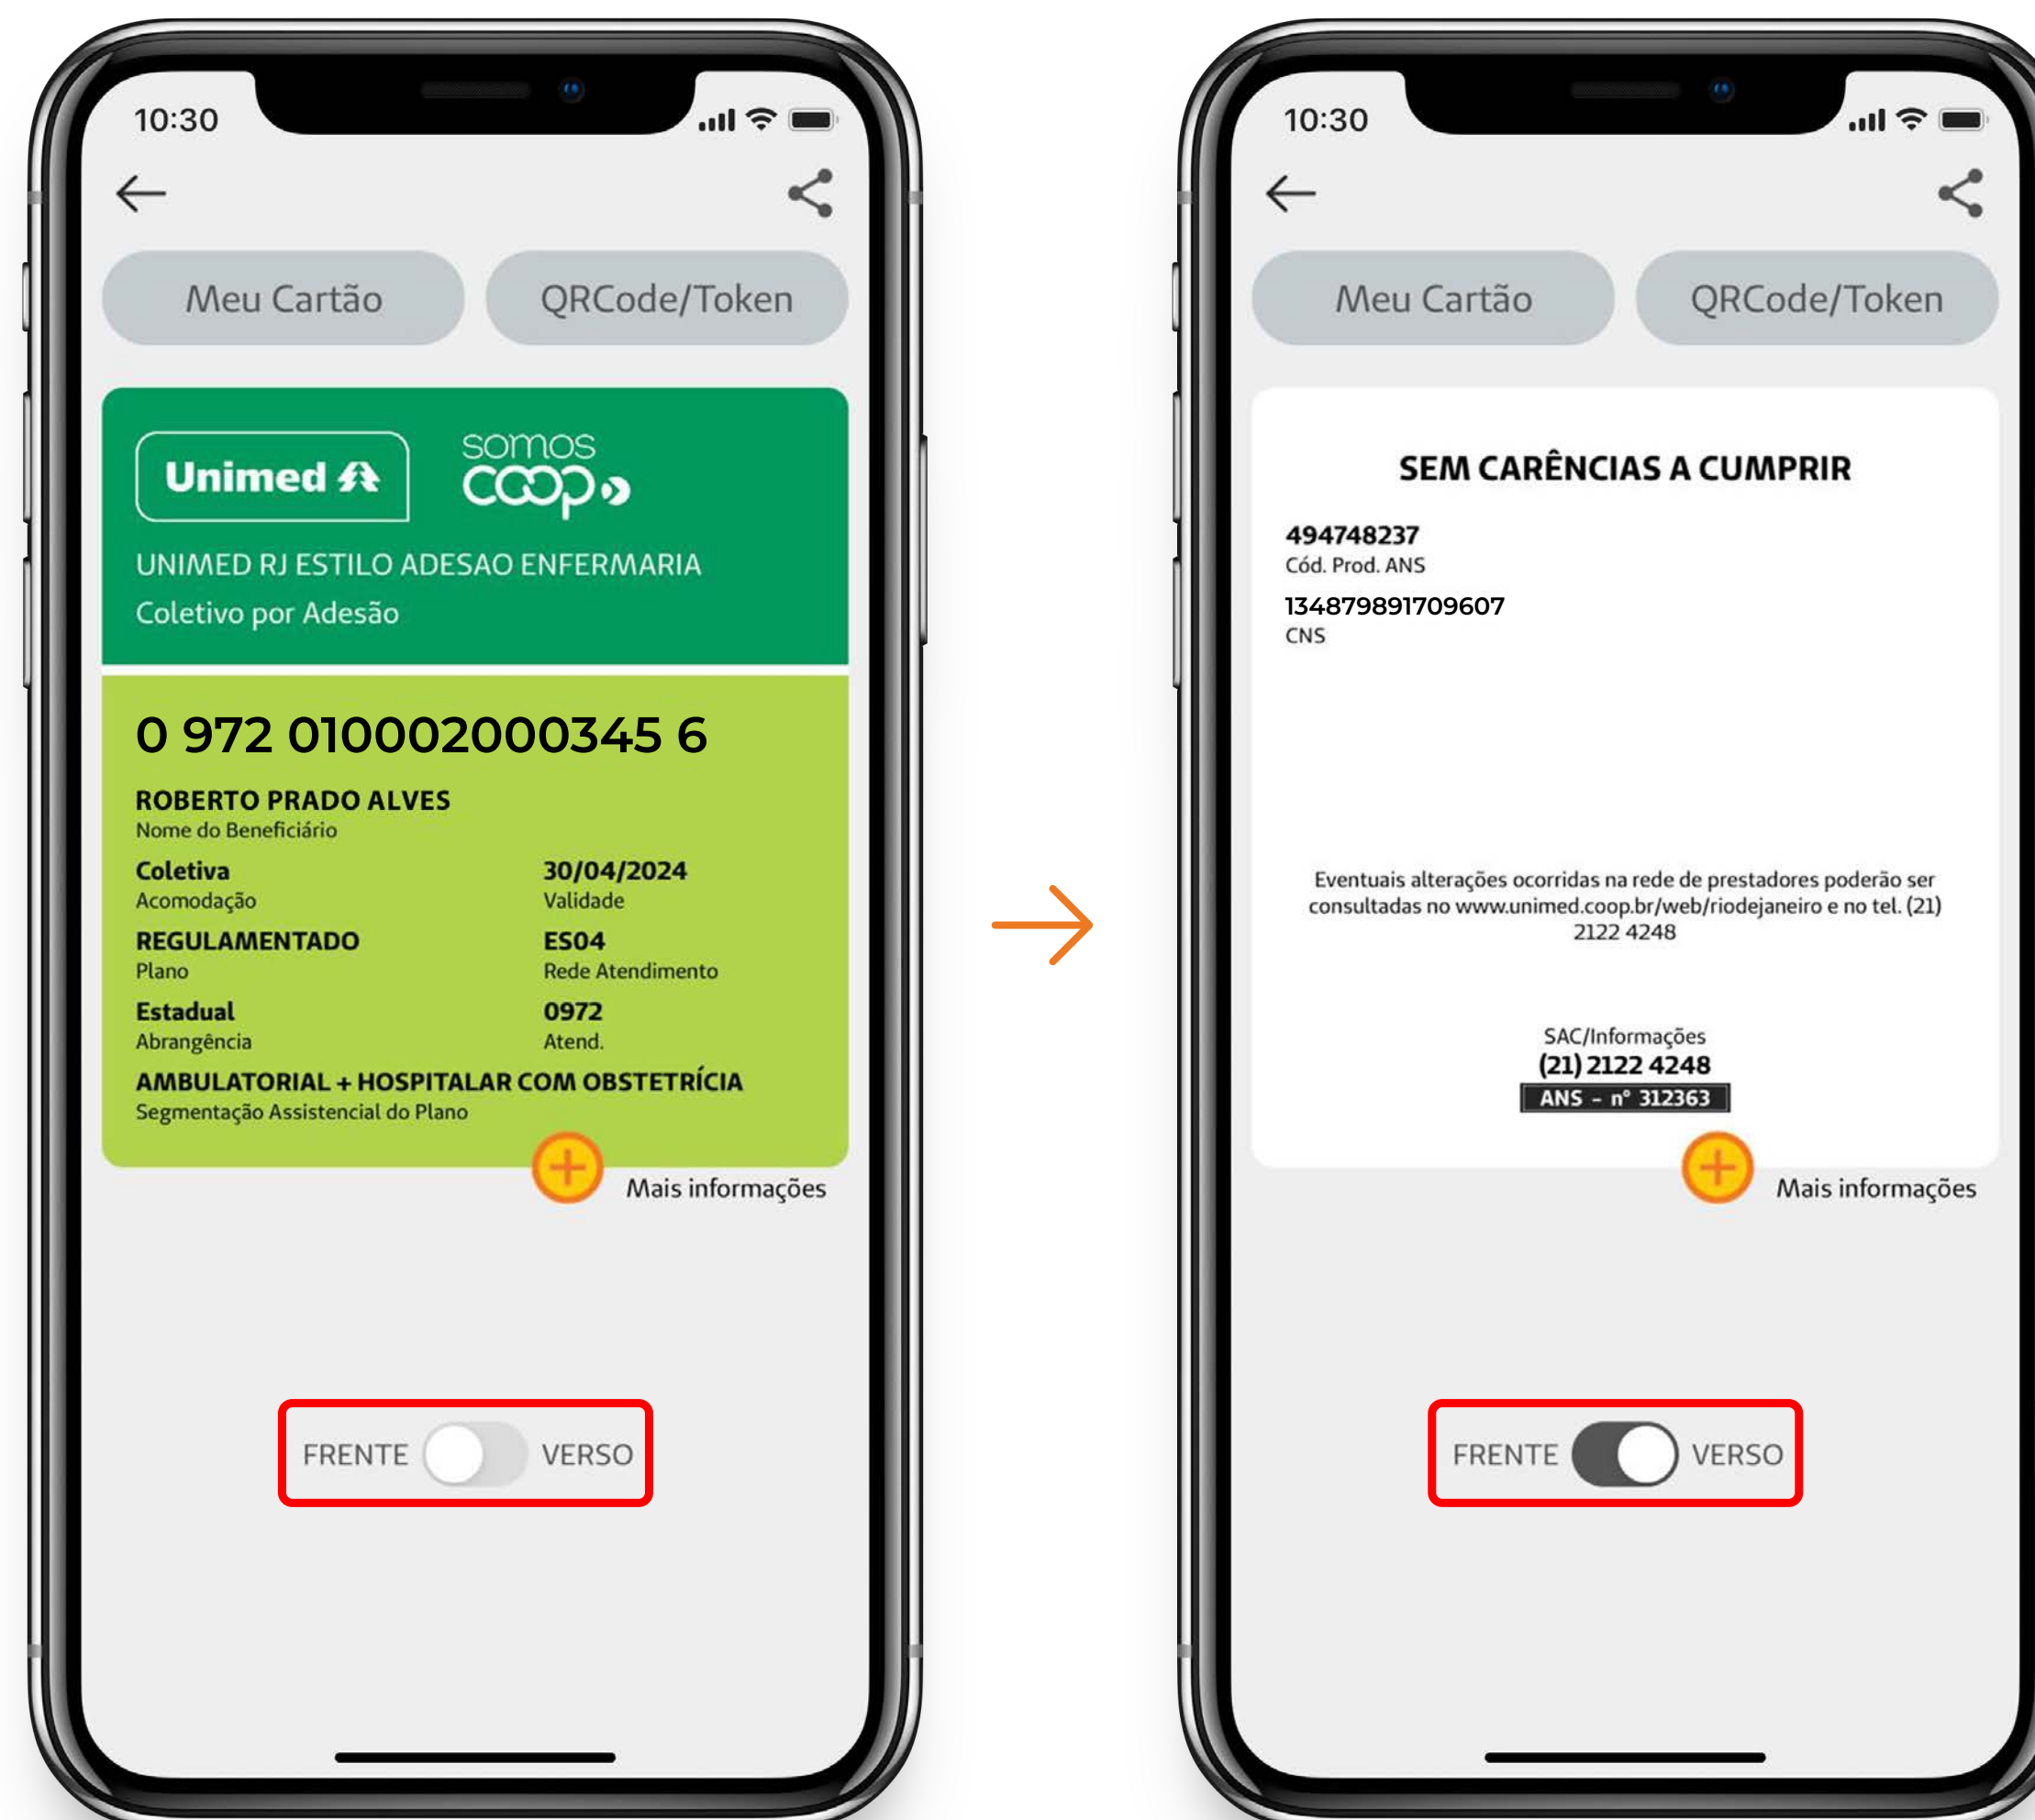 10:30
Meu Cartão
QRCode/Token
Unimed
somos
coop
UNIMED RJ ESTILO ADESAO ENFERMARIA
Coletivo por Adesão
0 972 010002000345 6
ROBERTO PRADO ALVES
Nome do Beneficiário
Coletiva
Acomodação
30/04/2024
Validade
REGULAMENTADO
Plano
ES04
Rede Atendimento
Estadual
Abrangência
0972
Atend.
AMBULATORIAL + HOSPITALAR COM OBSTETRÍCIA
Segmentação Assistencial do Plano
Mais informações
FRENTE
VERSO
10:30
Meu Cartão
QRCode/Token
SEM CARÊNCIAS A CUMPRIR
494748237
Cód. Prod. ANS
134879891709607
CNS
Eventuais alterações ocorridas na rede de prestadores poderão ser
consultadas no www.unimed.coop.br/web/riodejaneiro e no tel. (21)
2122 4248
SAC/Informações
(21) 2122 4248
ANS - n° 312363
Mais informações
FRENTE
VERSO